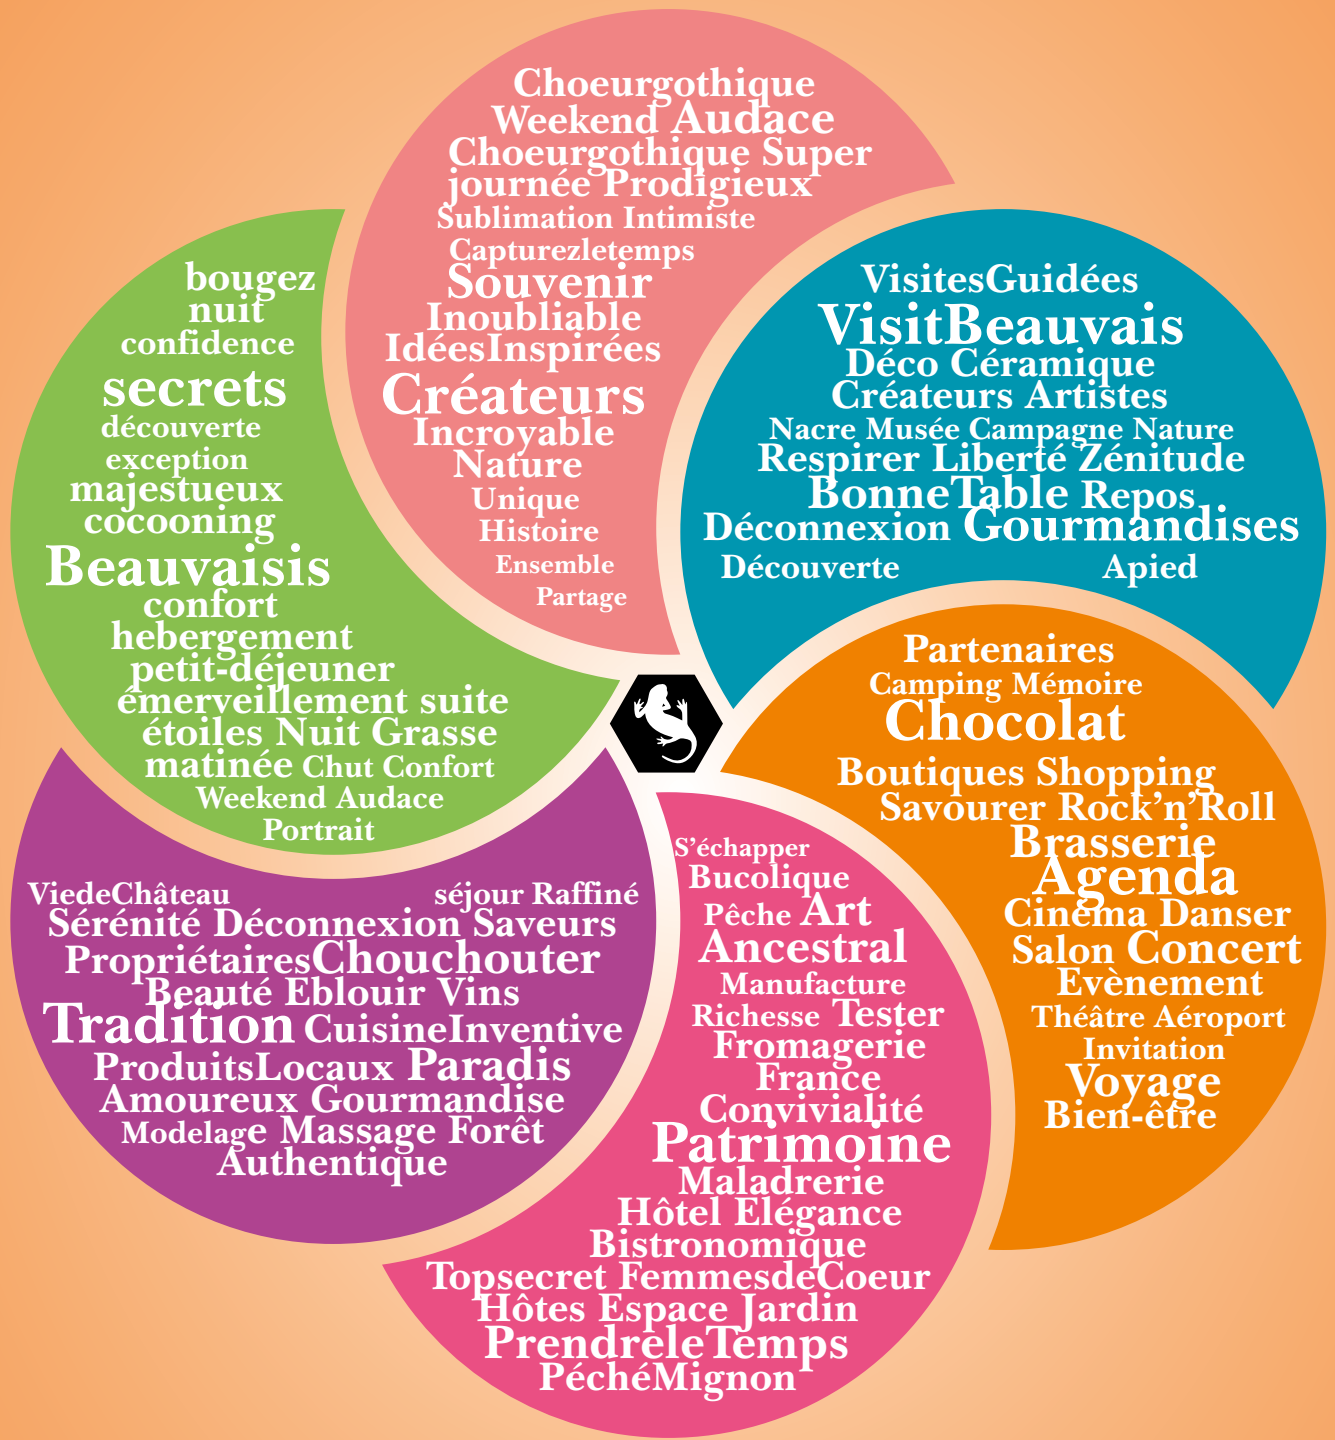 Choeurgothique
Weekend Audace
Choeurgothique Super
journée Prodigieux
Sublimation Intimiste
Capturezletemps
Souvenir
Inoubliable
IdéesInspirées
Créateurs
Incroyable
Nature
Unique
Histoire
Ensemble
Partage
VisitesGuidées
VisitBeauvais
Déco Céramique
Créateurs Artistes
Nacre Musée Campagne Nature
Respirer Liberté Zénitude
BonneTable Repos
Déconnexion Gourmandises
Découverte Apied
bougez
nuit
confidence
secrets
découverte
exception
majestueux
cocooning
Beauvaisis
confort
hebergement
petit-déjeuner
émerveillement suite
étoiles Nuit Grasse
matinée Chut Confort
Weekend Audace
Portrait
Partenaires
Camping Mémoire
Chocolat
Boutiques Shopping
Savourer Rock’n’Roll
Brasserie
Agenda
Cinéma Danser
Salon Concert
Evènement
Théâtre Aéroport
Invitation
Voyage
Bien-être
ViedeChâteau séjour Raffiné
Sérénité Déconnexion Saveurs
PropriétairesChouchouter
Beauté Eblouir Vins
Tradition CuisineInventive
ProduitsLocaux Paradis
Amoureux Gourmandise
Modelage Massage Forêt
Authentique
S’échapper
Bucolique
Pêche Art
Ancestral
Manufacture
Richesse Tester
Fromagerie
France
Convivialité
Patrimoine
Maladrerie
Hôtel Elégance
Bistronomique
Topsecret FemmesdeCoeur
Hôtes Espace Jardin
PrendreleTemps
PéchéMignon